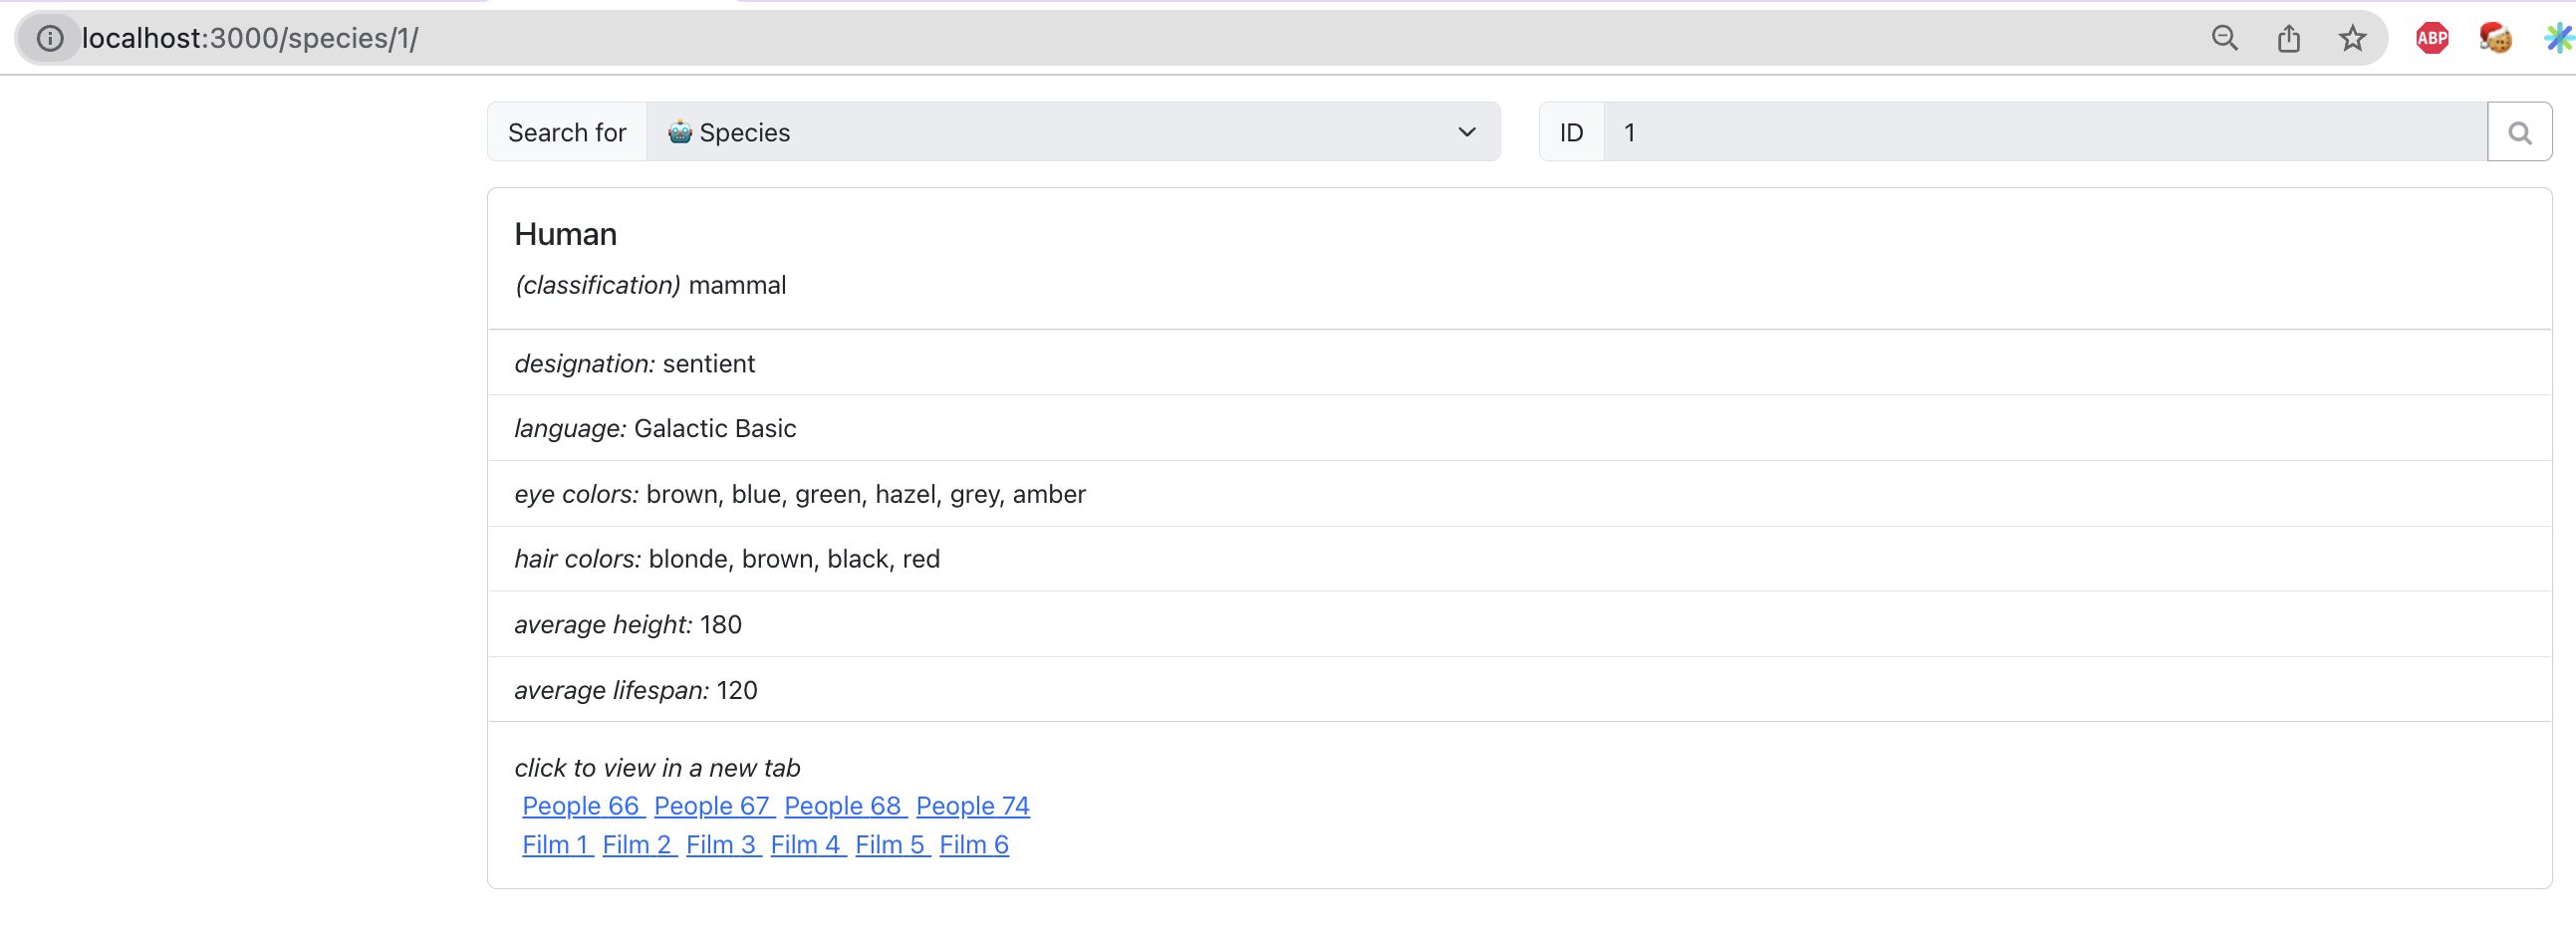 localhost:3000/species/1/
ABP
Search for 🤖 Species ID 1
Human
(classification) mammal
designation: sentient
language: Galactic Basic
eye colors: brown, blue, green, hazel, grey, amber
hair colors: blonde, brown, black, red
average height: 180
average lifespan: 120
click to view in a new tab
People 66 People 67 People 68 People 74
Film 1 Film 2 Film 3 Film 4 Film 5 Film 6